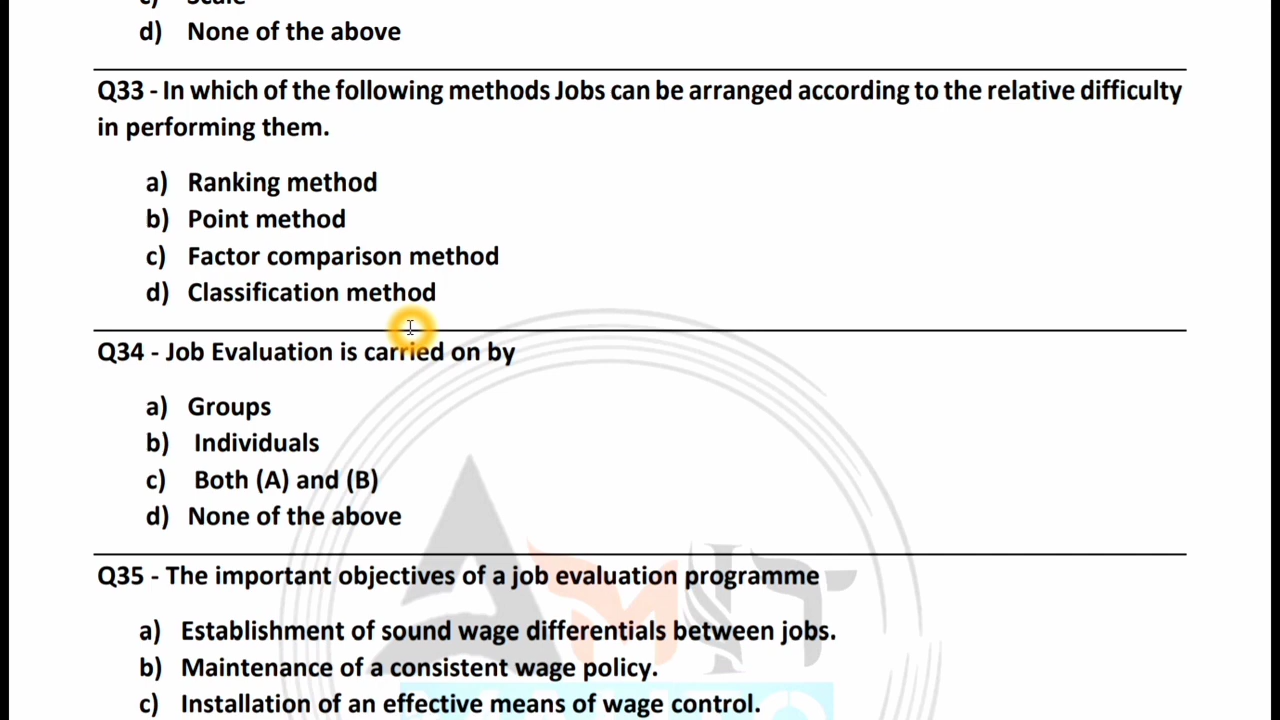 c) Scale
d) None of the above
Q33 - In which of the following methods Jobs can be arranged according to the relative difficulty
in performing them.
a) Ranking method
b) Point method
c) Factor comparison method
d) Classification method
Q34 - Job Evaluation is carried on by
a) Groups
b) Individuals
c) Both (A) and (B)
d) None of the above
Q35 - The important objectives of a job evaluation programme
a) Establishment of sound wage differentials between jobs.
b) Maintenance of a consistent wage policy.
c) Installation of an effective means of wage control.
AMIT